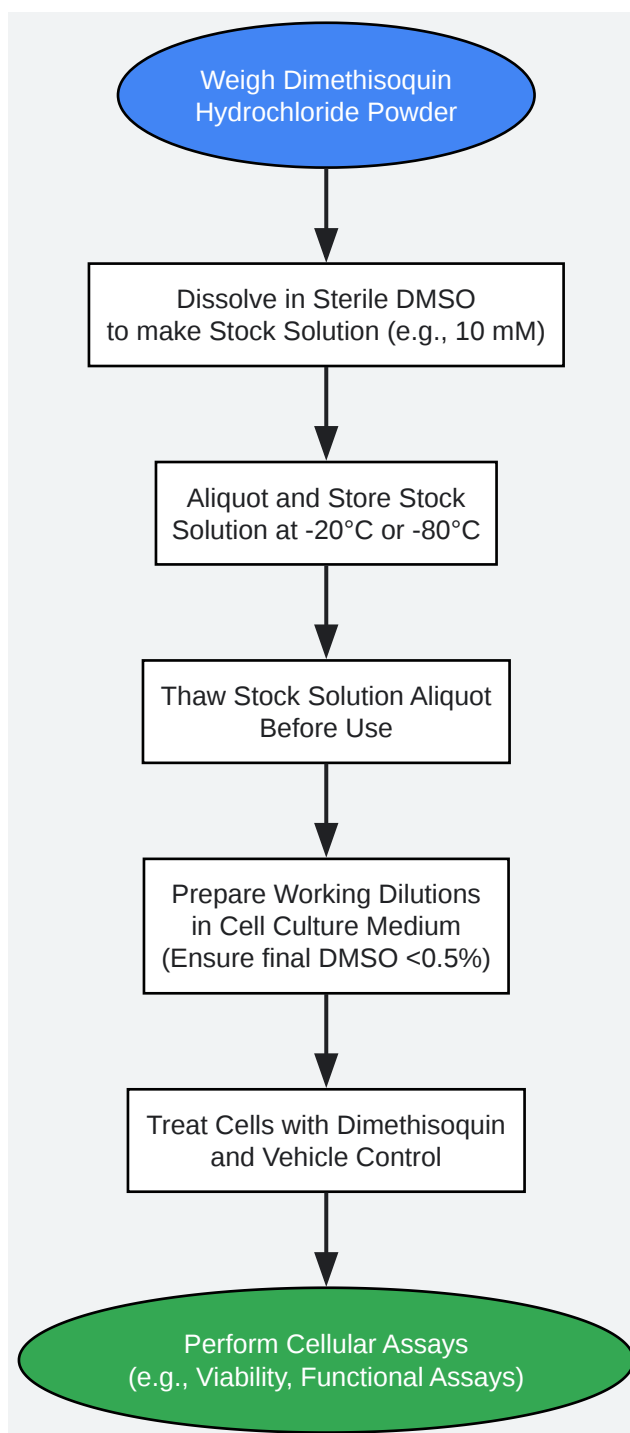 Weigh Dimethisoquin
Hydrochloride Powder
Dissolve in Sterile DMSO
to make Stock Solution (e.g., 10 mM)
Aliquot and Store Stock
Solution at -20°C or -80°C
Thaw Stock Solution Aliquot
Before Use
Prepare Working Dilutions
in Cell Culture Medium
(Ensure final DMSO <0.5%)
Treat Cells with Dimethisoquin
and Vehicle Control
Perform Cellular Assays
(e.g., Viability, Functional Assays)